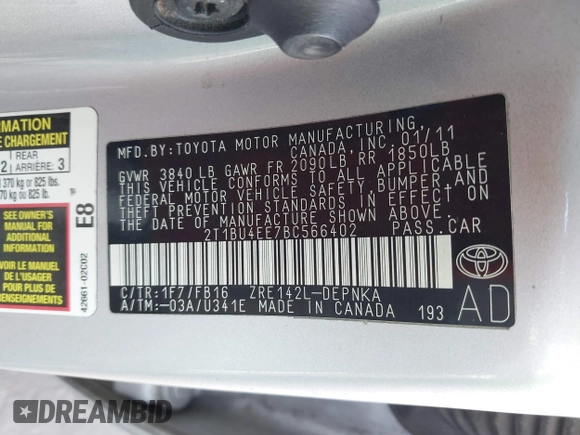 RMATION
E CHARGEMENT
2 REAR
ARRIÈRE: 3
370 kg or 825 lbs.
370 kg ou 825 lb.
SEE OWNER'S
MANUAL FOR
ADDITIONAL
VOIR LE MANUEL
DE L'USAGER
POUR PLUS DE
E8
42661-02C02
MFD.BY:TOYOTA MOTOR MANUFACTURING,
CANADA,INC.01/11
GVWR 3840LB GAWR FR 2090LB RR 1850LB
THIS VEHICLE CONFORMS TO ALL APPLICABLE
FEDERAL MOTOR VEHICLE SAFETY,BUMPER,AND
THEFT PREVENTION STANDARDS IN EFFECT ON
THE DATE OF MANUFACTURE SHOWN ABOVE.
2T1BU4EE7BC566402 PASS.CAR
C/TR:1F7/FB16 ZRE142L-DEPNKA
A/TM:-03A/U341E MADE IN CANADA 193
AD
DREAMBID